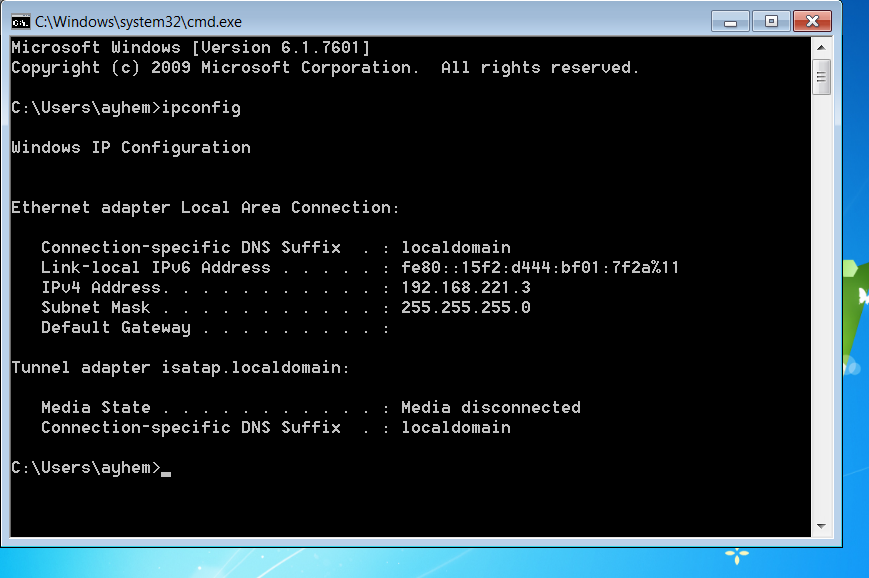 C:\Windows\system32\cmd.exe
Microsoft Windows [Version 6.1.7601]
Copyright (c) 2009 Microsoft Corporation.  All rights reserved.
C:\Users\ayhem>ipconfig
Windows IP Configuration
Ethernet adapter Local Area Connection:
   Connection-specific DNS Suffix  . : localdomain
   Link-local IPv6 Address . . . . . : fe80::15f2:d444:bf01:7f2a%11
   IPv4 Address. . . . . . . . . . . : 192.168.221.3
   Subnet Mask . . . . . . . . . . . : 255.255.255.0
   Default Gateway . . . . . . . . . :
Tunnel adapter isatap.localdomain:
   Media State . . . . . . . . . . . : Media disconnected
   Connection-specific DNS Suffix  . : localdomain
C:\Users\ayhem>_